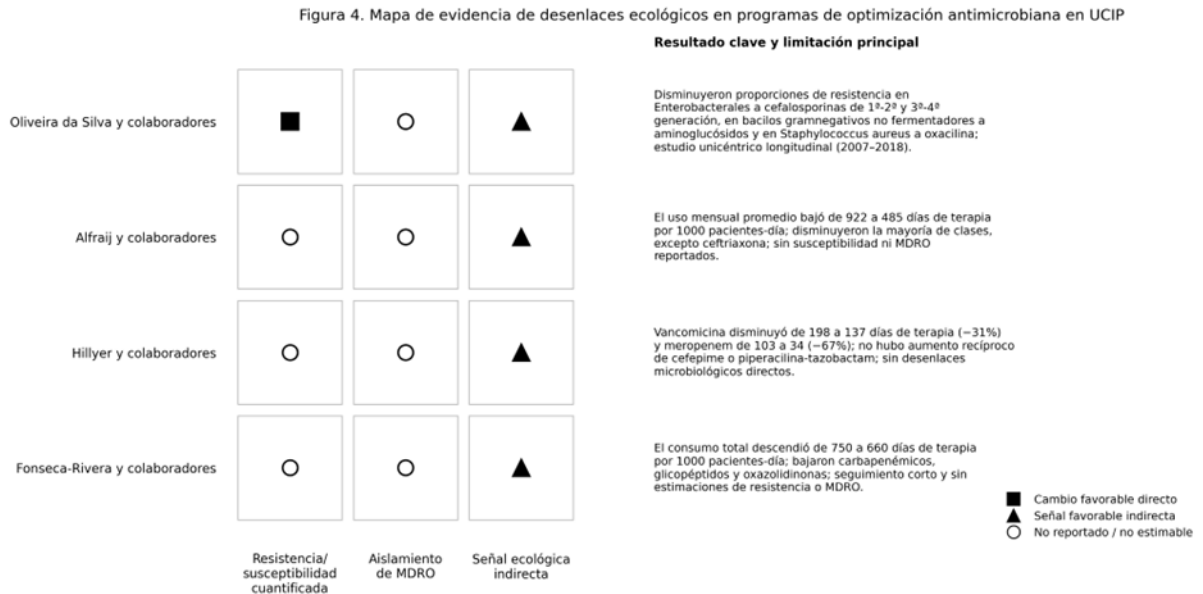 Figura 4. Mapa de evidencia de desenlaces ecológicos en programas de optimización antimicrobiana en UCIP
Resultado clave y limitación principal
Oliveira da Silva y colaboradores
Disminuyeron proporciones de resistencia en
Enterobacterales a cefalosporinas de 1ª-2ª y 3ª-4ª
generación, en bacilos gramnegativos no fermentadores a
aminoglucósidos y en Staphylococcus aureus a oxacilina;
estudio unicéntrico longitudinal (2007–2018).
Alfraij y colaboradores
El uso mensual promedio bajó de 922 a 485 días de terapia
por 1000 pacientes-día; disminuyeron la mayoría de clases,
excepto ceftriaxona; sin susceptibilidad ni MDRO
reportados.
Hillyer y colaboradores
Vancomicina disminuyó de 198 a 137 días de terapia (−31%)
y meropenem de 103 a 34 (−67%); no hubo aumento recíproco
de cefepime o piperacilina-tazobactam; sin desenlaces
microbiológicos directos.
Fonseca-Rivera y colaboradores
El consumo total descendió de 750 a 660 días de terapia
por 1000 pacientes-día; bajaron carbapenémicos,
glicopéptidos y oxazolidinonas; seguimiento corto y sin
estimaciones de resistencia o MDRO.
Cambio favorable directo
Señal favorable indirecta
No reportado / no estimable
Resistencia/
susceptibilidad
cuantificada
Aislamiento
de MDRO
Señal ecológica
indirecta